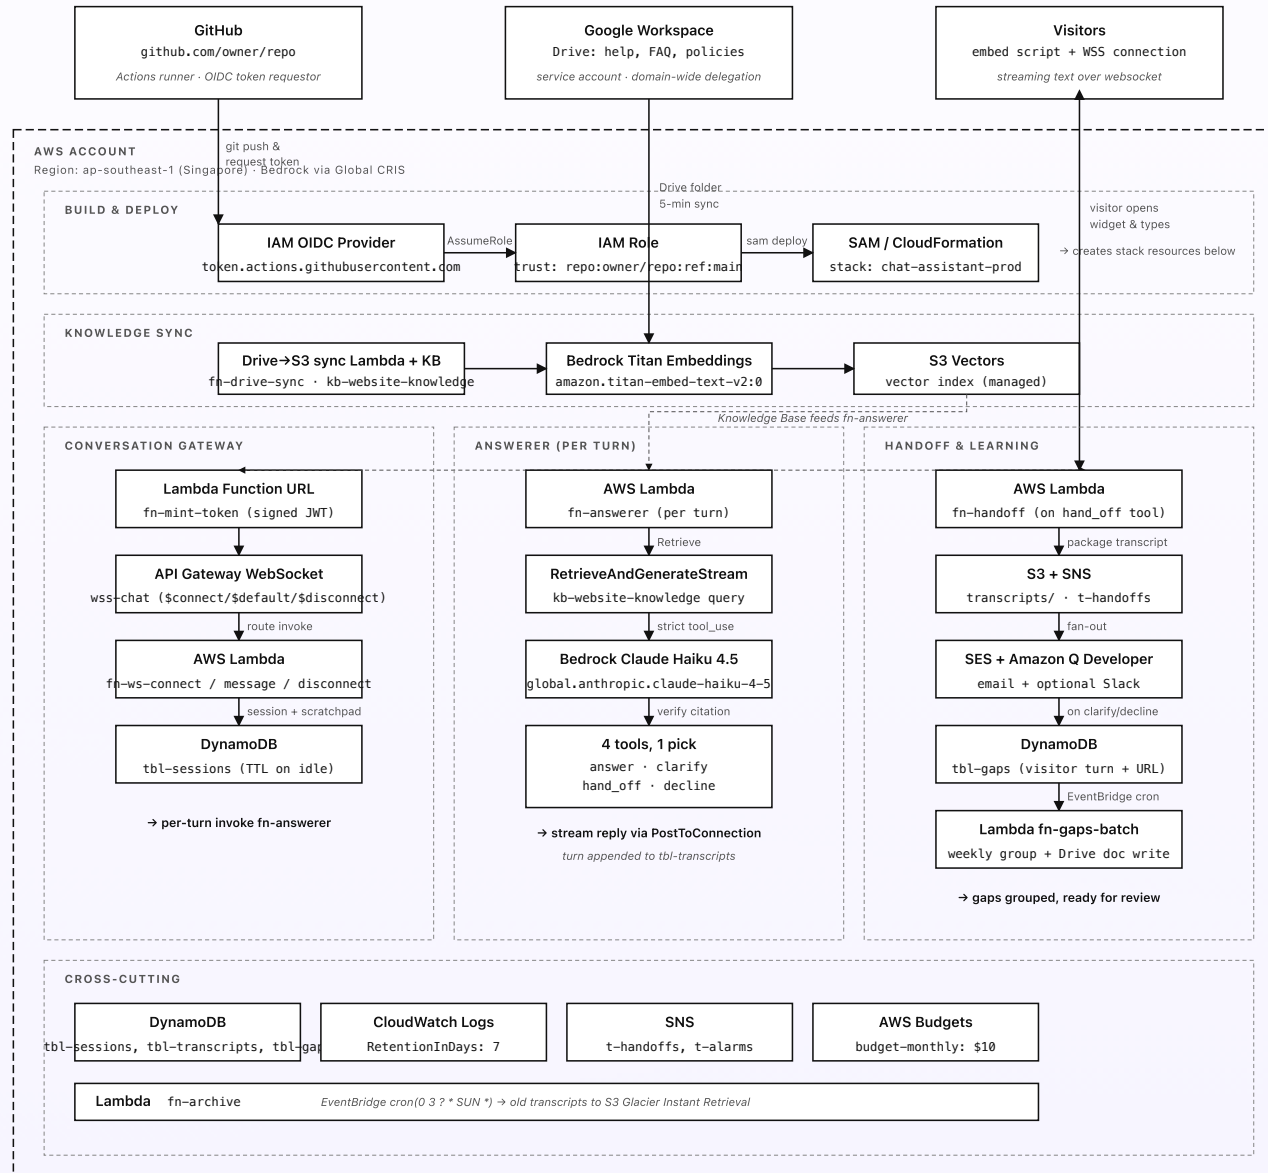 GitHub
github.com/owner/repo
Actions runner · OIDC token requestor
Google Workspace
Drive: help, FAQ, policies
service account · domain-wide delegation
Visitors
embed script + WSS connection
streaming text over websocket
AWS ACCOUNT
Region: ap-southeast-1 (Singapore) · Bedrock via Global CRIS
git push &
request token
Drive folder
5-min sync
visitor opens
widget & types
→ creates stack resources below
BUILD & DEPLOY
IAM OIDC Provider
token.actions.githubusercontent.com
AssumeRole
IAM Role
trust: repo:owner/repo:ref:main
sam deploy
SAM / CloudFormation
stack: chat-assistant-prod
KNOWLEDGE SYNC
Drive→S3 sync Lambda + KB
fn-drive-sync · kb-website-knowledge
Bedrock Titan Embeddings
amazon.titan-embed-text-v2:0
S3 Vectors
vector index (managed)
Knowledge Base feeds fn-answerer
CONVERSATION GATEWAY
Lambda Function URL
fn-mint-token (signed JWT)
API Gateway WebSocket
wss-chat ($connect/$default/$disconnect)
route invoke
AWS Lambda
fn-ws-connect / message / disconnect
session + scratchpad
DynamoDB
tbl-sessions (TTL on idle)
→ per-turn invoke fn-answerer
ANSWERER (PER TURN)
AWS Lambda
fn-answerer (per turn)
Retrieve
RetrieveAndGenerateStream
kb-website-knowledge query
strict tool_use
Bedrock Claude Haiku 4.5
global.anthropic.claude-haiku-4-5
verify citation
4 tools, 1 pick
answer · clarify
hand_off · decline
→ stream reply via PostToConnection
turn appended to tbl-transcripts
HANDOFF & LEARNING
AWS Lambda
fn-handoff (on hand_off tool)
package transcript
S3 + SNS
transcripts/ · t-handoffs
fan-out
SES + Amazon Q Developer
email + optional Slack
on clarify/decline
DynamoDB
tbl-gaps (visitor turn + URL)
EventBridge cron
Lambda fn-gaps-batch
weekly group + Drive doc write
→ gaps grouped, ready for review
CROSS-CUTTING
DynamoDB
tbl-sessions, tbl-transcripts, tbl-gap
CloudWatch Logs
RetentionInDays: 7
SNS
t-handoffs, t-alarms
AWS Budgets
budget-monthly: $10
Lambda fn-archive EventBridge cron(0 3 ? * SUN *) → old transcripts to S3 Glacier Instant Retrieval